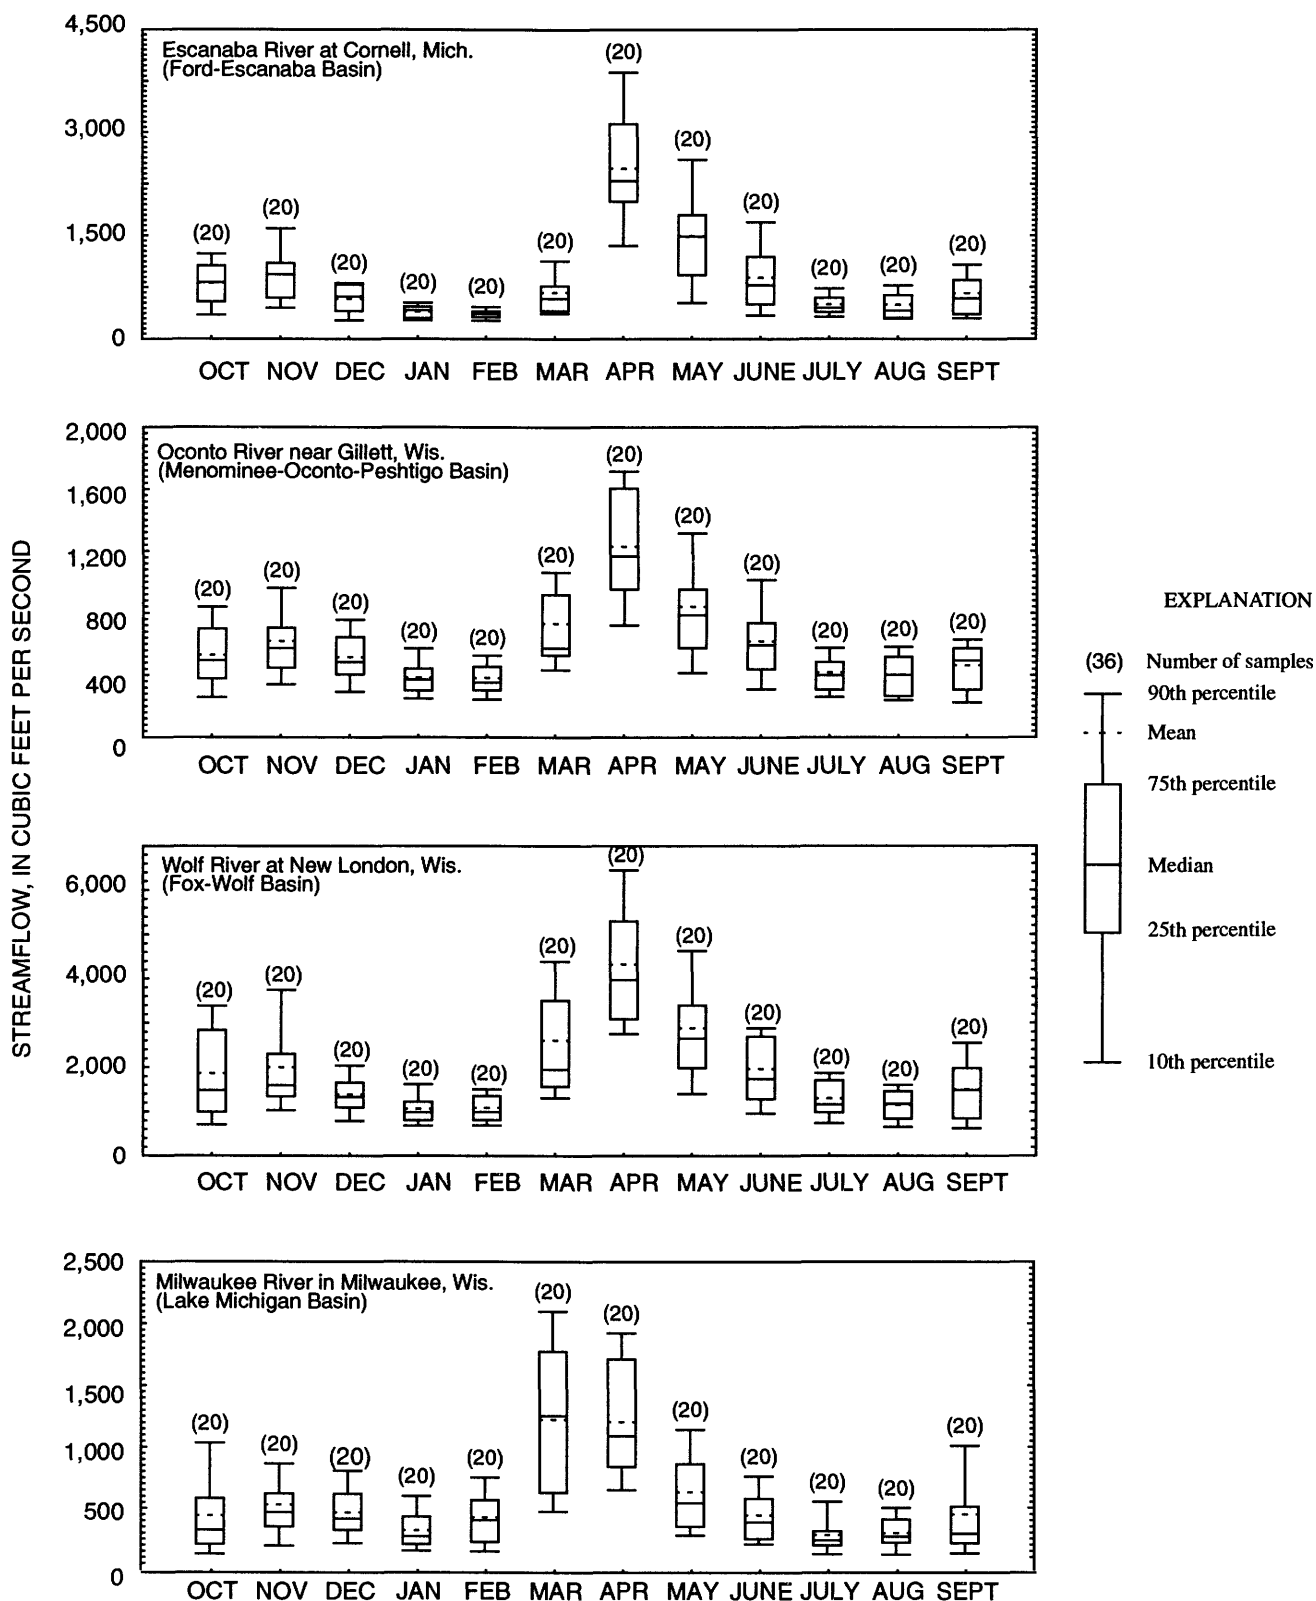 4,500
3,000
1,500
0
Escanaba River at Cornell, Mich.
(Ford-Escanaba Basin)
(20) (20) (20) (20) (20) (20) (20) (20) (20) (20) (20) (20)
OCT NOV DEC JAN FEB MAR APR MAY JUNE JULY AUG SEPT
2,000
1,600
1,200
800
400
0
Oconto River near Gillett, Wis.
(Menominee-Oconto-Peshtigo Basin)
(20) (20) (20) (20) (20) (20) (20) (20) (20) (20) (20) (20)
OCT NOV DEC JAN FEB MAR APR MAY JUNE JULY AUG SEPT
STREAMFLOW, IN CUBIC FEET PER SECOND
6,000
4,000
2,000
0
Wolf River at New London, Wis.
(Fox-Wolf Basin)
(20) (20) (20) (20) (20) (20) (20) (20) (20) (20) (20) (20)
OCT NOV DEC JAN FEB MAR APR MAY JUNE JULY AUG SEPT
2,500
2,000
1,500
1,000
500
0
Milwaukee River in Milwaukee, Wis.
(Lake Michigan Basin)
(20) (20) (20) (20) (20) (20) (20) (20) (20) (20) (20) (20)
OCT NOV DEC JAN FEB MAR APR MAY JUNE JULY AUG SEPT
EXPLANATION
(36) Number of samples
90th percentile
Mean
75th percentile
Median
25th percentile
10th percentile